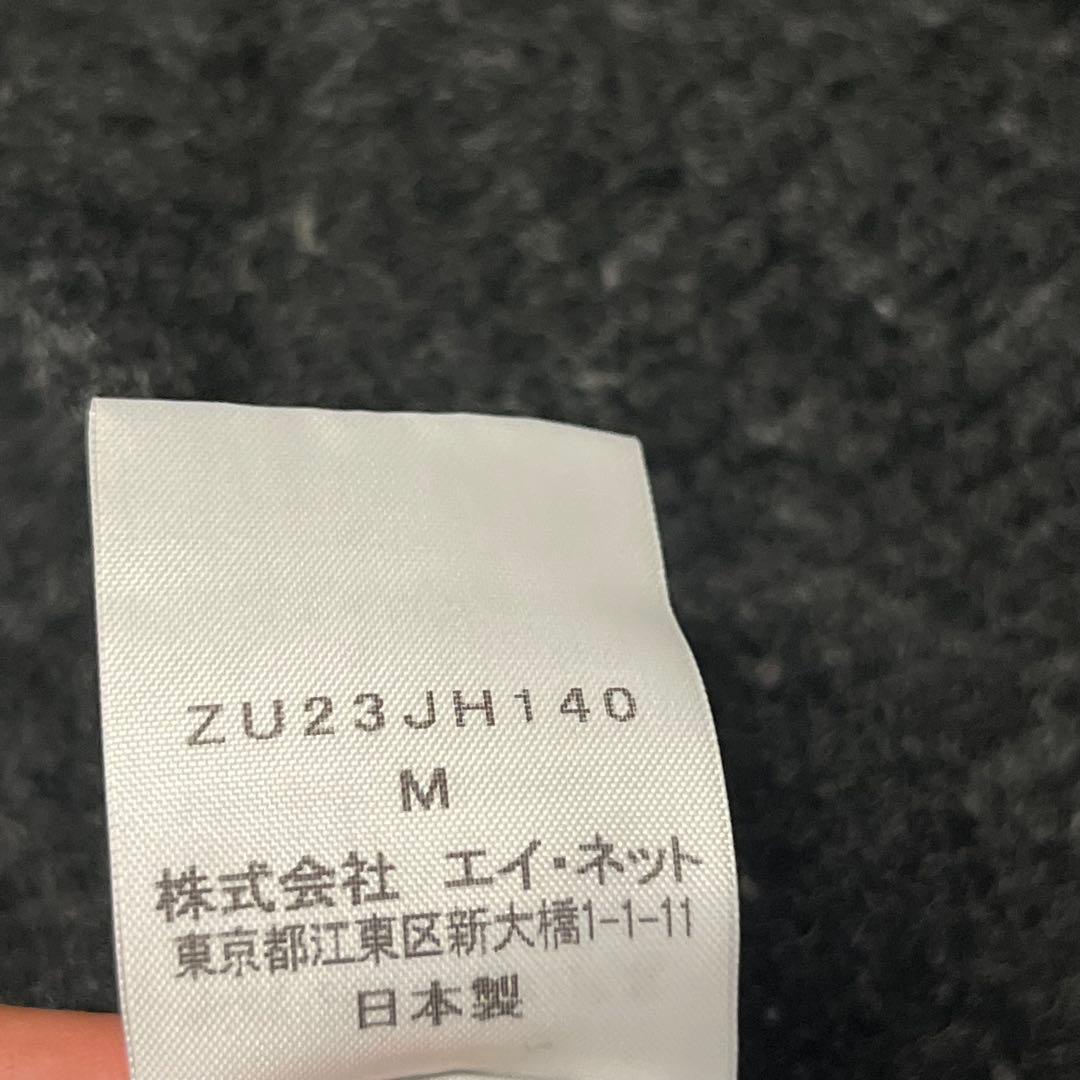 ZU23JH140
M
株式会社 エイ・ネット
東京都江東区新大橋1-1-11
日本製